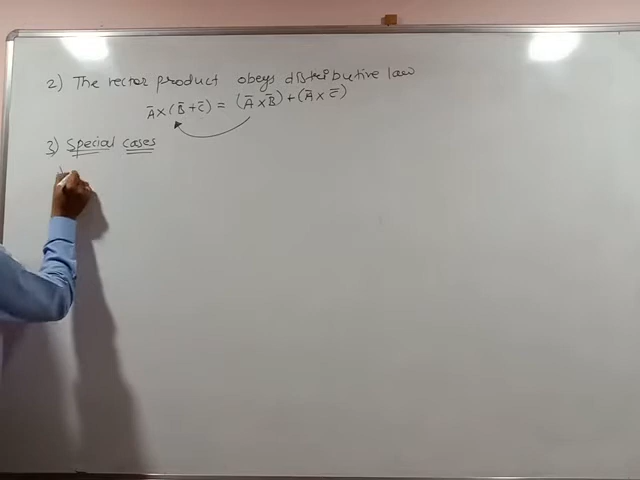 2) The vector product obeys distributive law
A̅ × (B̅ + C̅) = (A̅ × B̅) + (A̅ × C̅)
3) Special cases